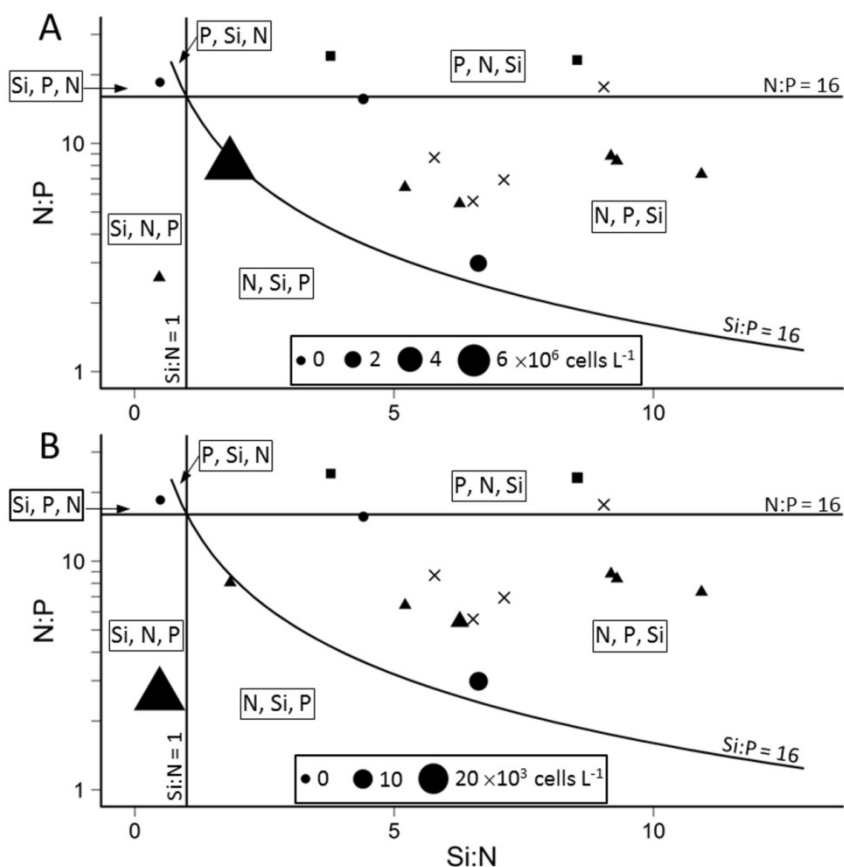 A
P, Si, N
Si, P, N
P, N, Si
N:P = 16
10
N:P
Si, N, P
N, P, Si
N, Si, P
Si:N = 1
Si:P = 16
0 2 4 6 ×10⁶ cells L⁻¹
1
0 5 10
B
P, Si, N
Si, P, N
P, N, Si
N:P = 16
10
N:P
Si, N, P
N, P, Si
N, Si, P
Si:N = 1
Si:P = 16
0 10 20 ×10³ cells L⁻¹
1
0 5 10
Si:N